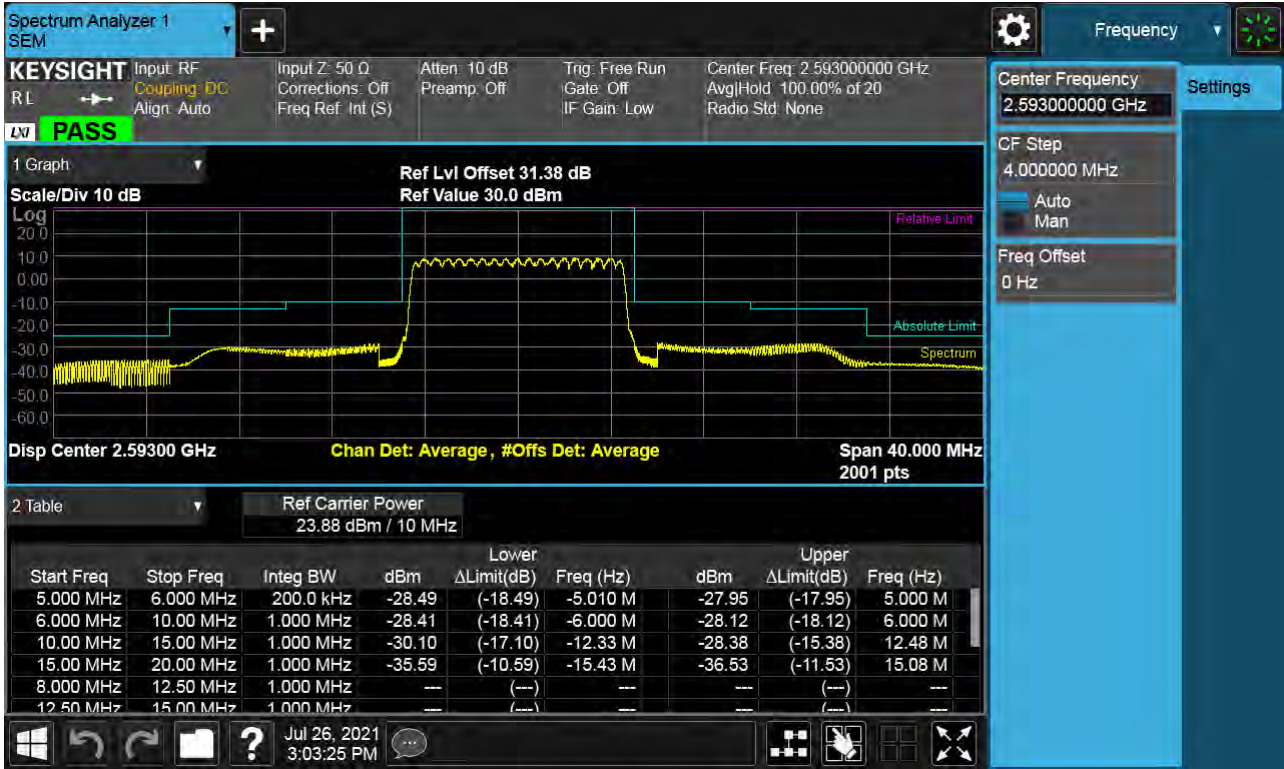 Spectrum Analyzer 1
SEM
+
Frequency
KEYSIGHT
RL
LXI
PASS
Input: RF
Coupling: DC
Align: Auto
Input Z: 50 Ω
Corrections: Off
Freq Ref: Int (S)
Atten: 10 dB
Preamp: Off
Trig: Free Run
Gate: Off
IF Gain: Low
Center Freq: 2.593000000 GHz
Avg|Hold: 100.00% of 20
Radio Std: None
Center Frequency
2.593000000 GHz
Settings
CF Step
4.000000 MHz
Auto
Man
Freq Offset
0 Hz
1 Graph
Ref Lvl Offset 31.38 dB
Scale/Div 10 dB
Ref Value 30.0 dBm
Log
Relative Limit
20.0
10.0
0.00
-10.0
-20.0
Absolute Limit
-30.0
Spectrum
-40.0
-50.0
-60.0
Disp Center 2.59300 GHz
Chan Det: Average , #Offs Det: Average
Span 40.000 MHz
2001 pts
2 Table
Ref Carrier Power
23.88 dBm / 10 MHz
Lower Upper
Start Freq Stop Freq Integ BW dBm ΔLimit(dB) Freq (Hz) dBm ΔLimit(dB) Freq (Hz)
5.000 MHz 6.000 MHz 200.0 kHz -28.49 (-18.49) -5.010 M -27.95 (-17.95) 5.000 M
6.000 MHz 10.00 MHz 1.000 MHz -28.41 (-18.41) -6.000 M -28.12 (-18.12) 6.000 M
10.00 MHz 15.00 MHz 1.000 MHz -30.10 (-17.10) -12.33 M -28.38 (-15.38) 12.48 M
15.00 MHz 20.00 MHz 1.000 MHz -35.59 (-10.59) -15.43 M -36.53 (-11.53) 15.08 M
8.000 MHz 12.50 MHz 1.000 MHz --- (---) --- --- (---) ---
12.50 MHz 15.00 MHz 1.000 MHz --- (---) --- --- (---) ---
?
Jul 26, 2021
3:03:25 PM